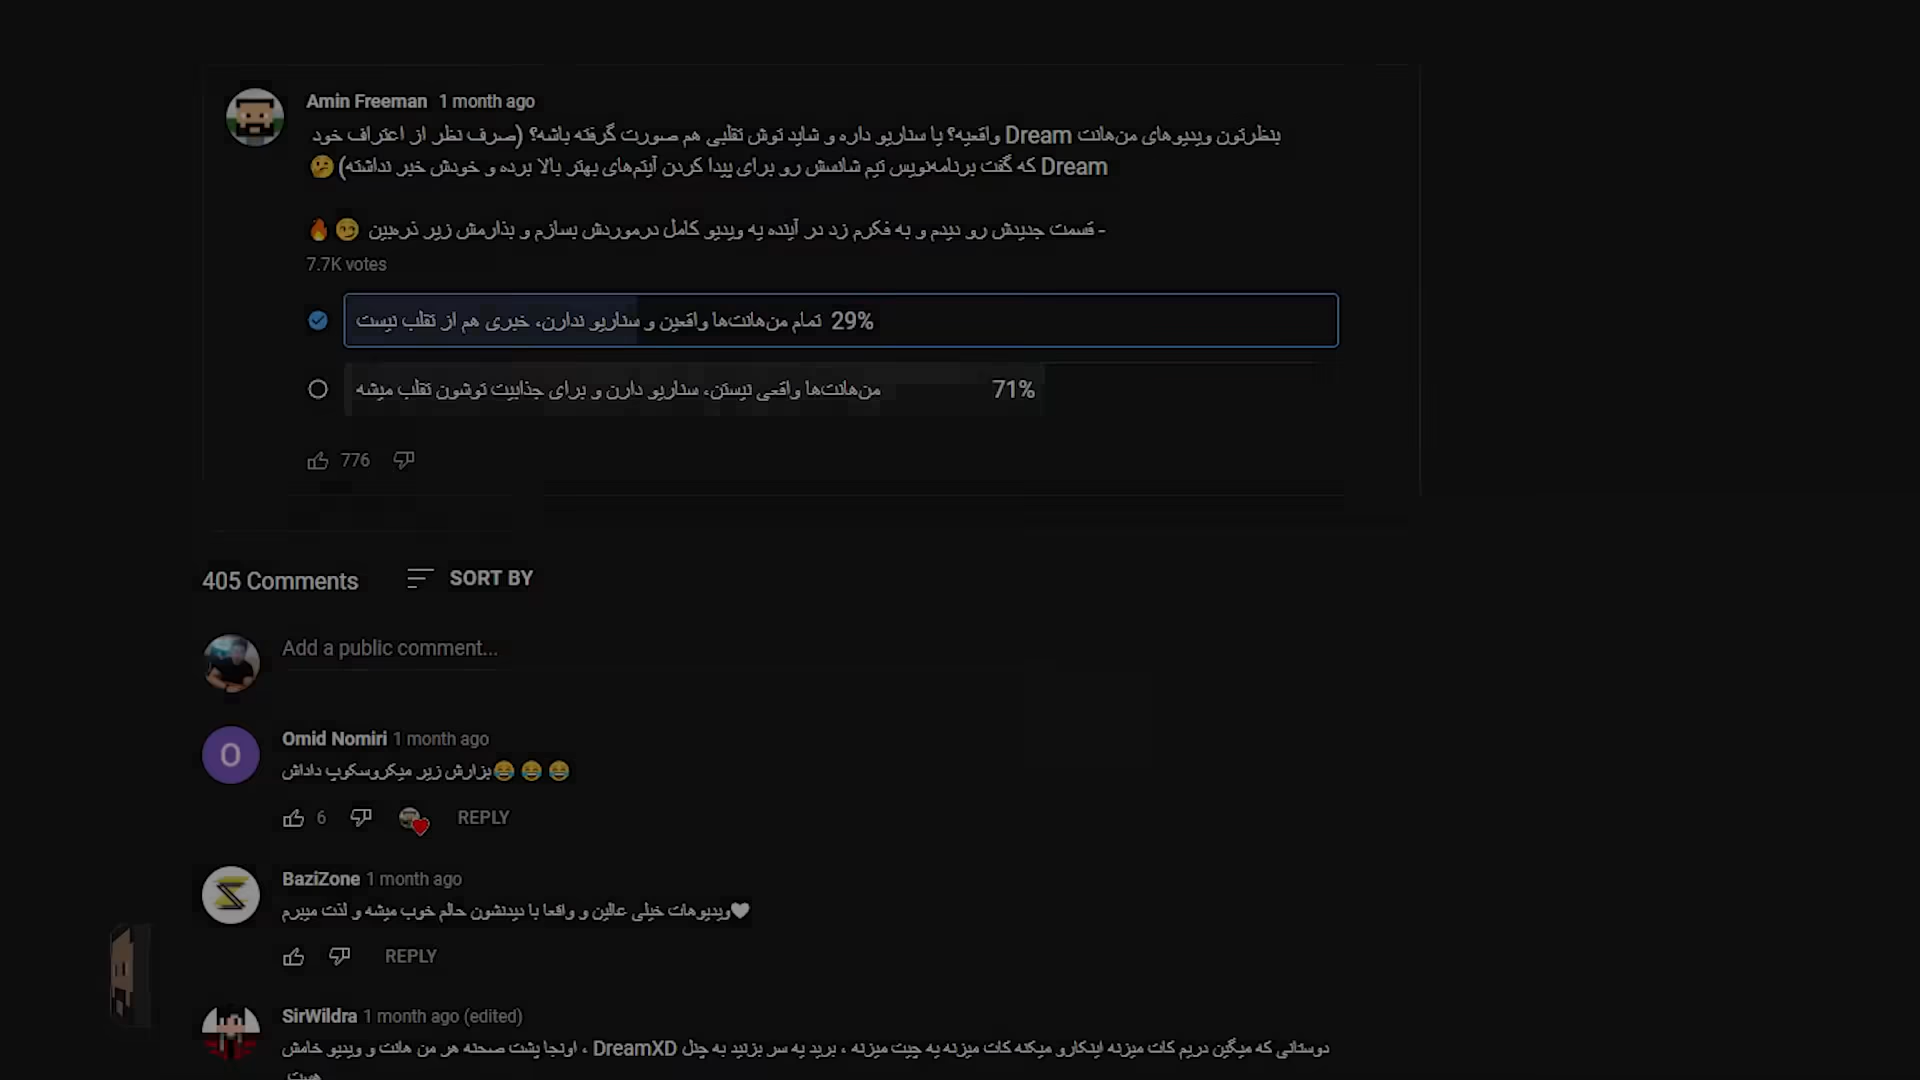 Amin Freeman 1 month ago
بنظرتون ویدیوهای من‌هانت Dream واقعیه؟ یا سناریو داره و شاید توش تقلبی هم صورت گرفته باشه؟ (صرف نظر از اعتراف خود
Dream که گفت برنامه‌نویس تیم شانسش رو برای پیدا کردن آیتم‌های بهتر بالا برده و خودش خبر نداشته) 🤔
- قسمت جدیدش رو دیدم و به فکرم زد در آینده یه ویدیو کامل درموردش بسازم و بذارمش زیر ذره‌بین 😏🔥
7.7K votes
تمام من‌هانت‌ها واقعین و سناریو ندارن، خبری هم از تقلب نیست 29%
من‌هانت‌ها واقعی نیستن، سناریو دارن و برای جذابیت توشون تقلب میشه 71%
776
405 Comments SORT BY
Add a public comment...
O
Omid Nomiri 1 month ago
بزارش زیر میکروسکوپ داداش😂 😂 😂
6 REPLY
BaziZone 1 month ago
ویدیوهات خیلی عالین و واقعا با دیدنشون حالم خوب میشه و لذت میبرم🤍
REPLY
SirWildra 1 month ago (edited)
دوستانی که میگین دریم کات میزنه اینکارو میکنه کات میزنه یه چیت میزنه ، برید یه سر بزنید به چنل DreamXD ، اونجا پشت صحنه هر من هانت و ویدیو خامش
هست